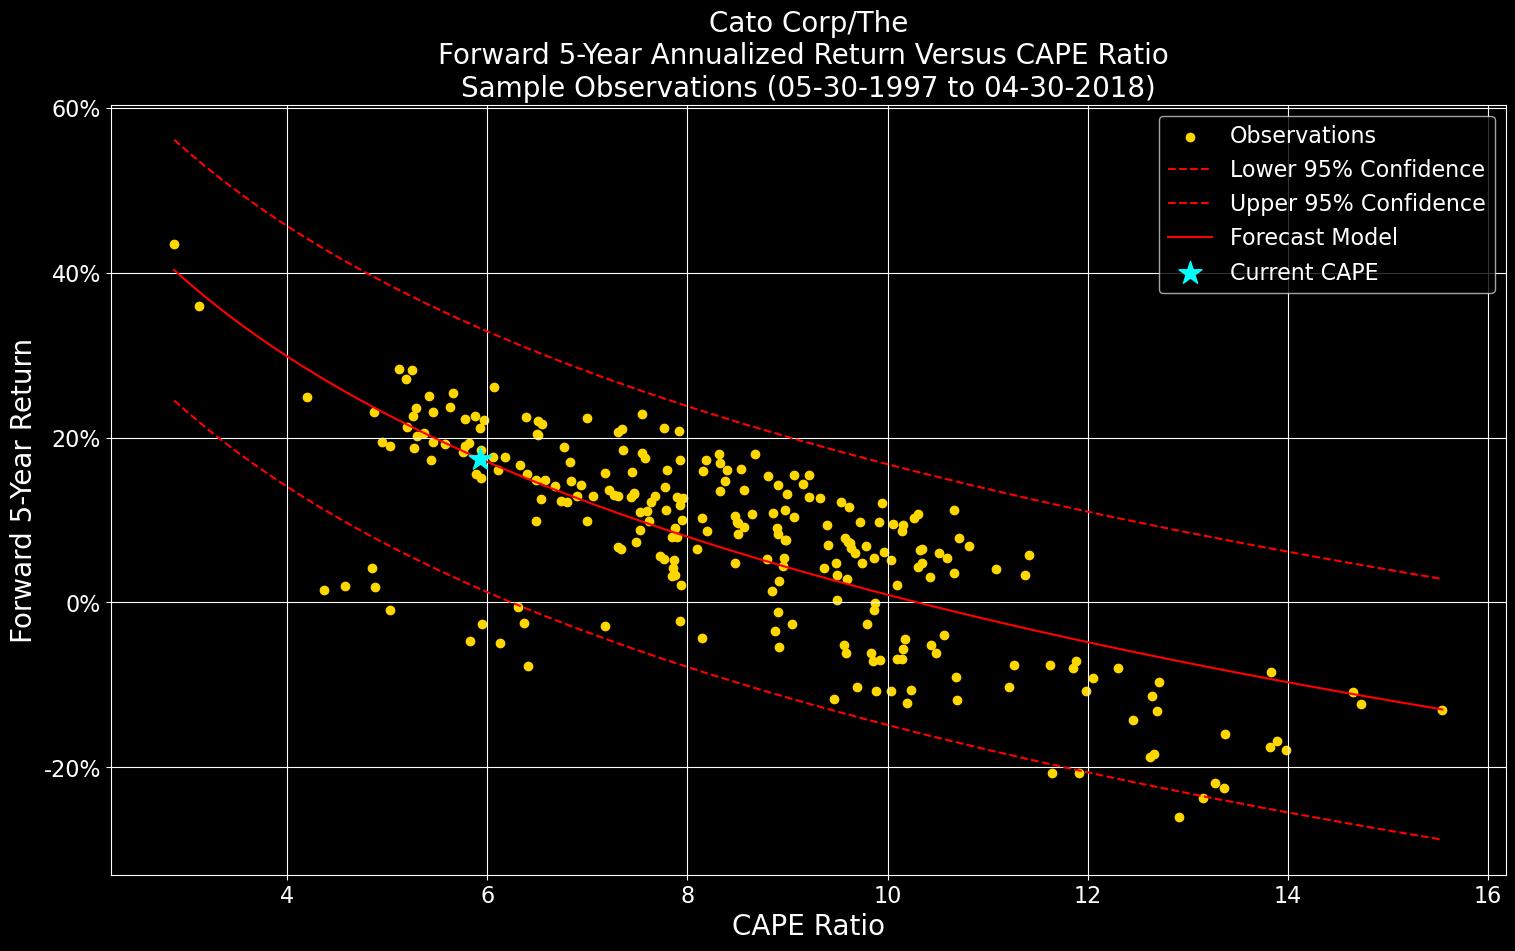 Cato Corp/The
Forward 5-Year Annualized Return Versus CAPE Ratio
Sample Observations (05-30-1997 to 04-30-2018)
60%
40%
20%
0%
-20%
Forward 5-Year Return
Observations
Lower 95% Confidence
Upper 95% Confidence
Forecast Model
Current CAPE
4 6 8 10 12 14 16
CAPE Ratio